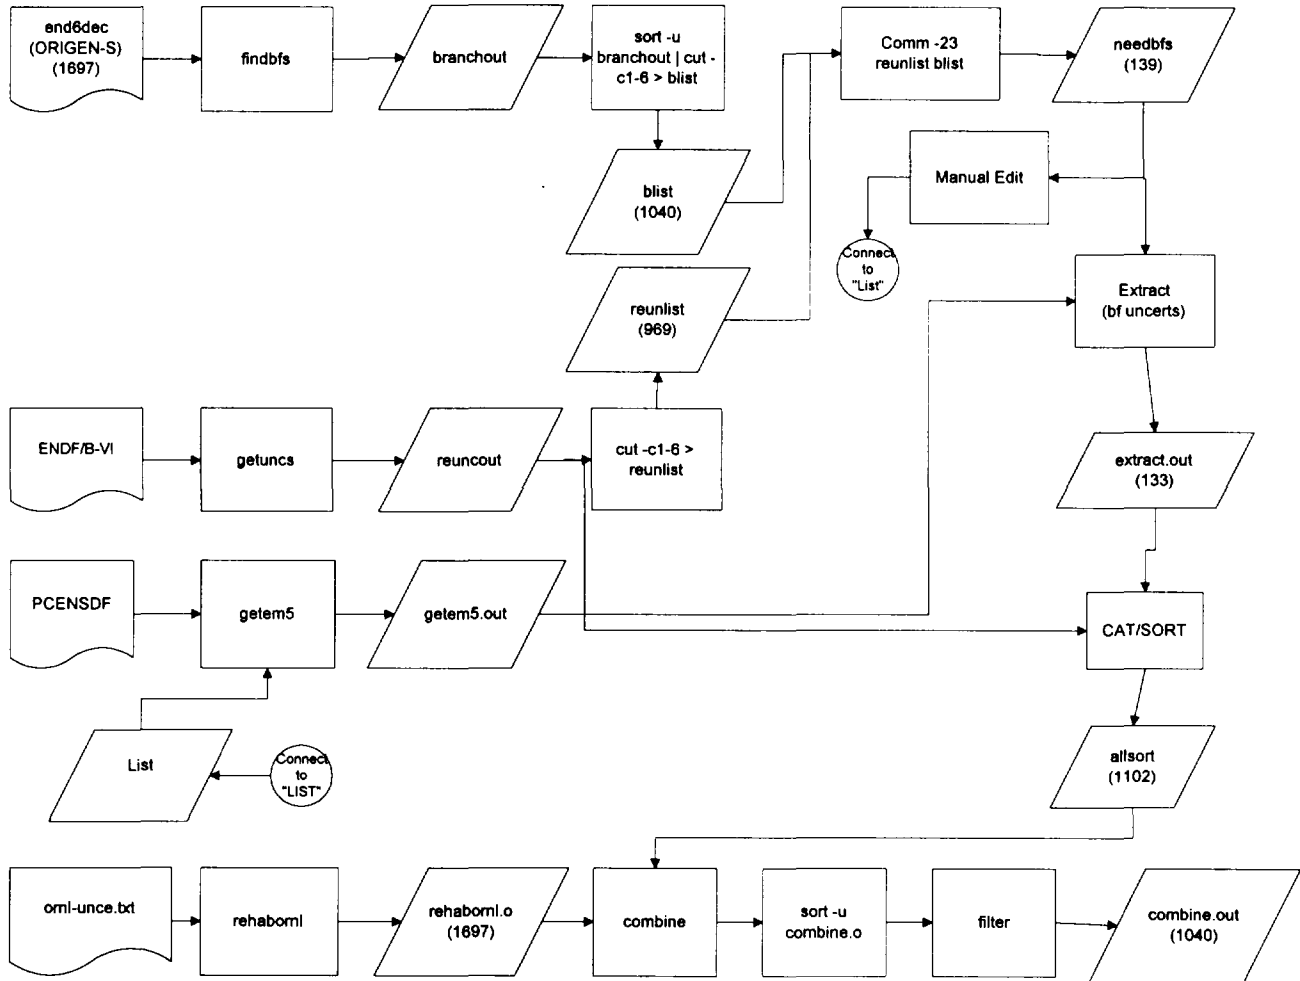 end6dec
(ORIGEN-S)
(1697)
findbfs
branchout
sort -u
branchout | cut -
c1-6 > blist
Comm -23
reunlist blist
needbfs
(139)
blist
(1040)
Manual Edit
Connect
to
"List"
reunlist
(969)
Extract
(bf uncerts)
ENDF/B-VI
getuncs
reuncout
cut -c1-6 >
reunlist
extract.out
(133)
PCENSDF
getem5
getem5.out
CAT/SORT
List
Connect
to
"LIST"
allsort
(1102)
ornl-unce.txt
rehabornl
rehabornl.o
(1697)
combine
sort -u
combine.o
filter
combine.out
(1040)